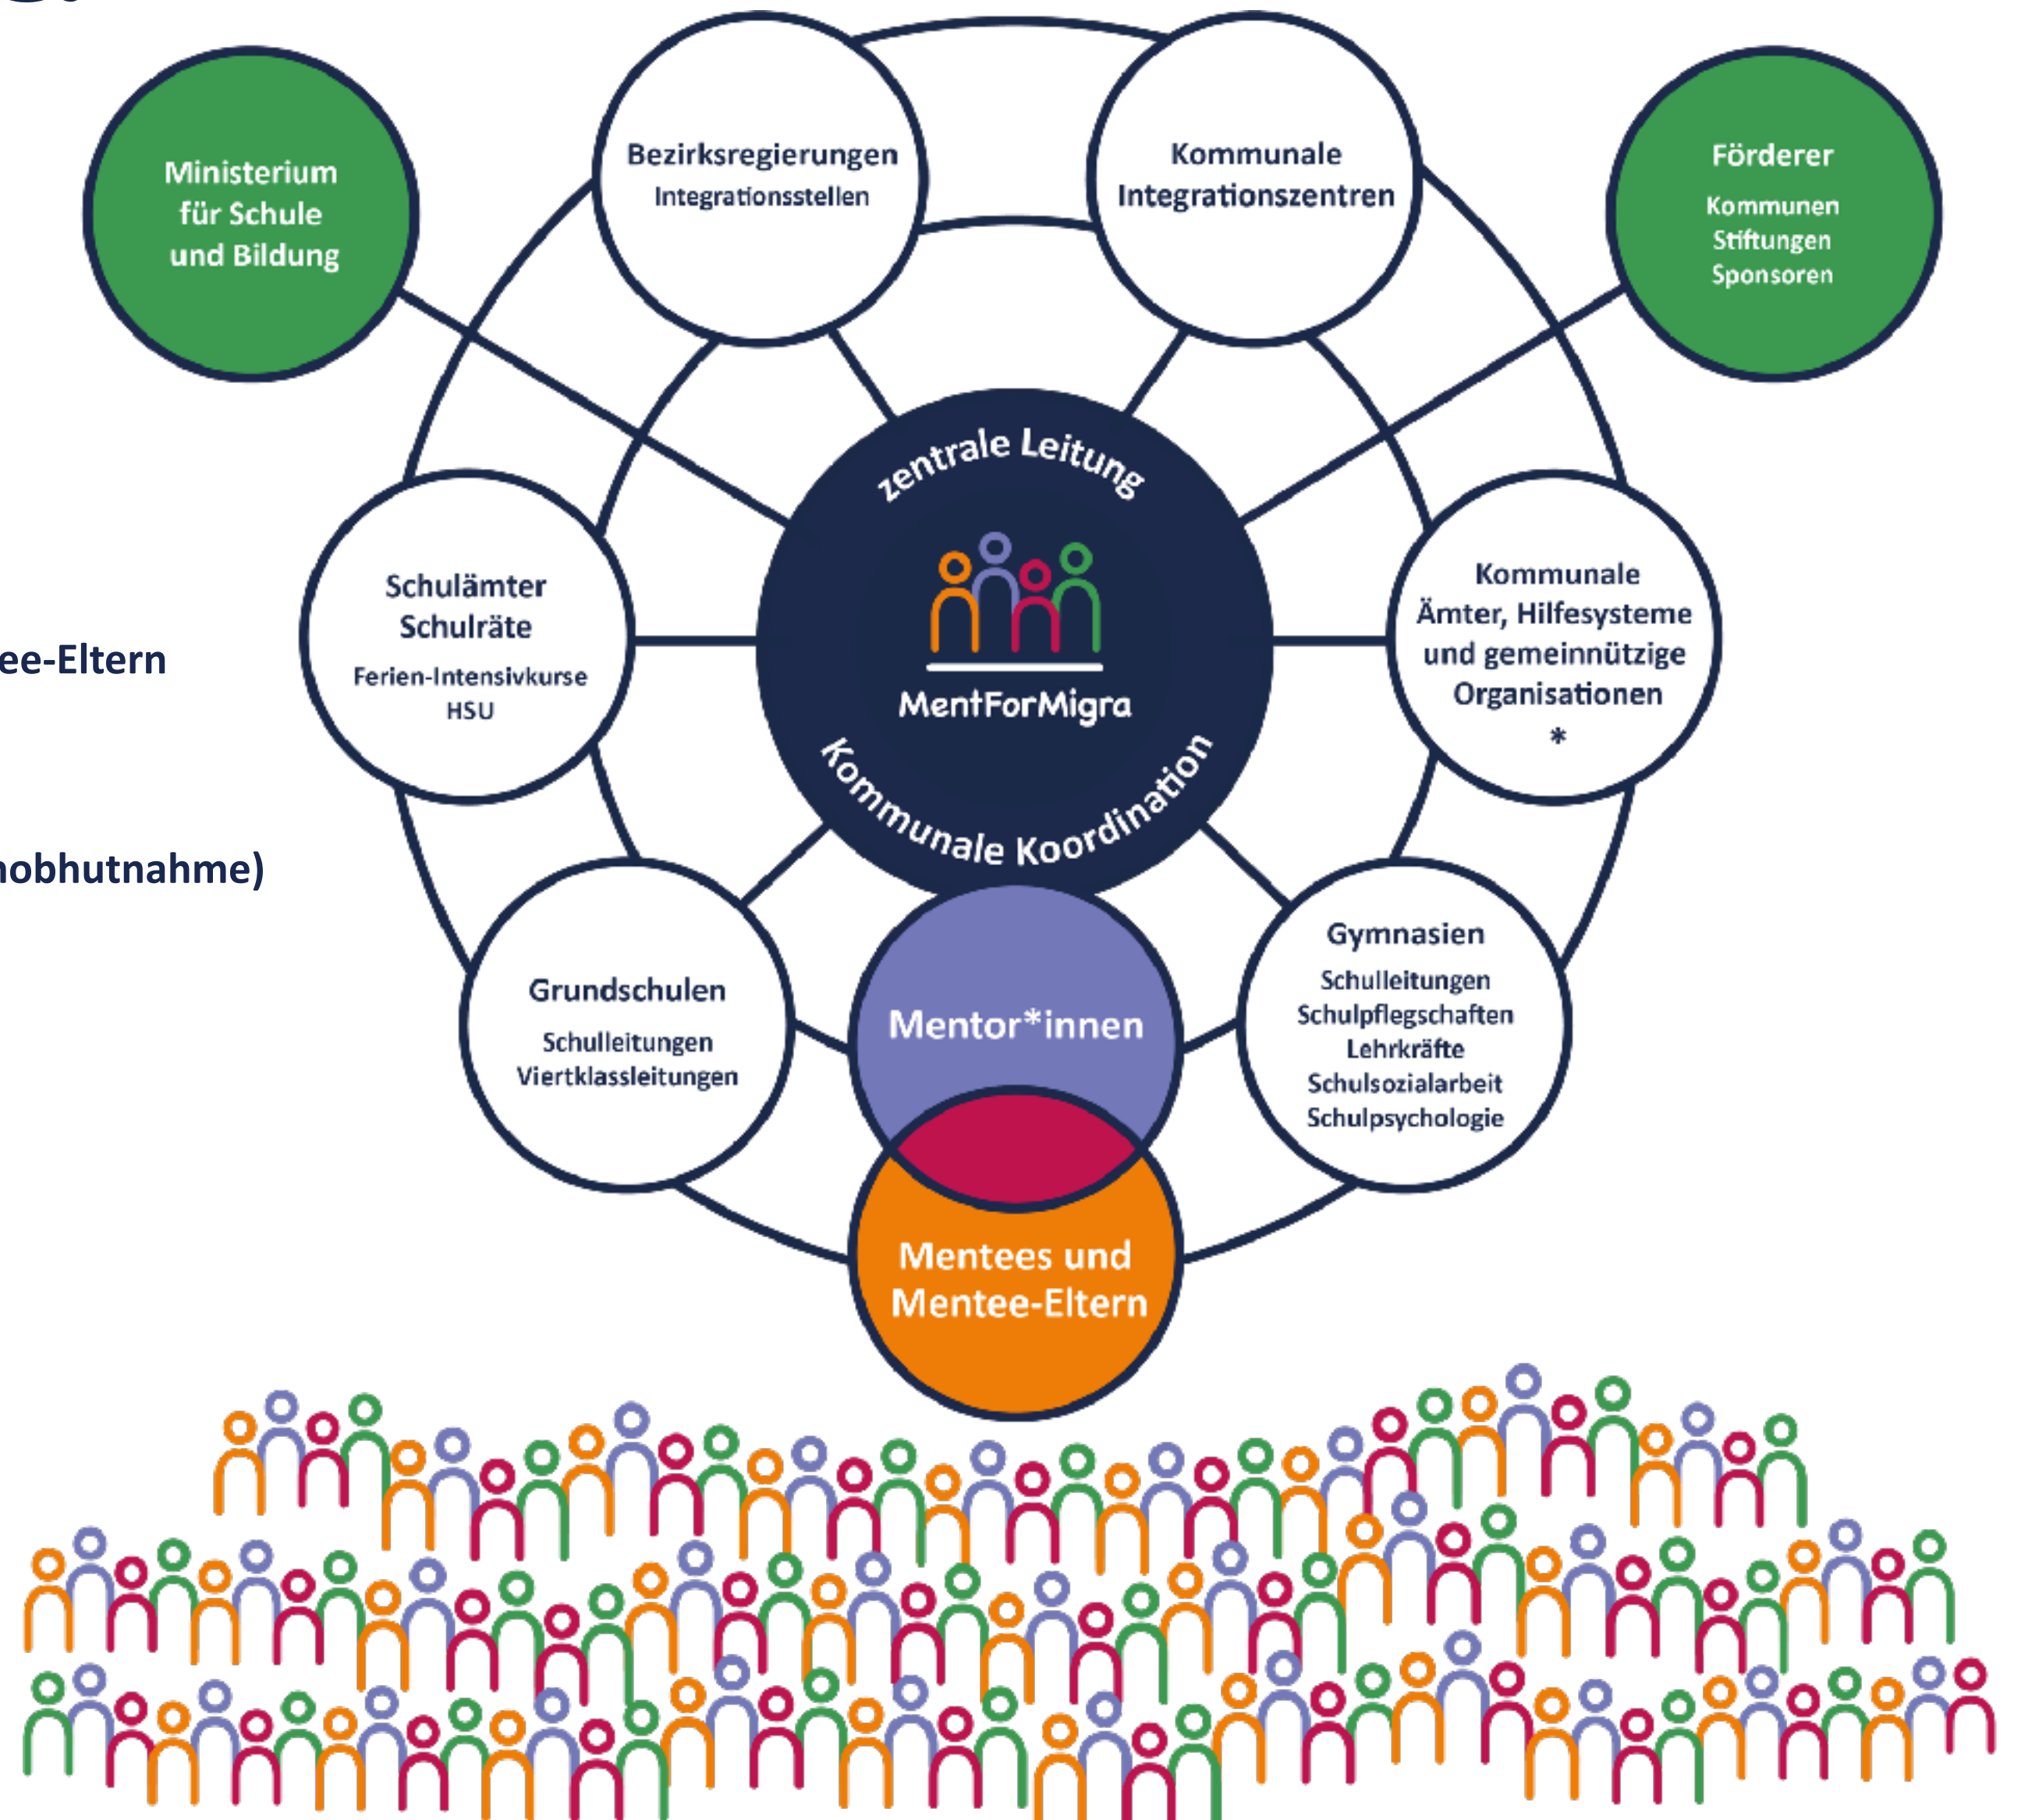 Ministerium
für Schule
und Bildung
Bezirksregierungen
Integrationsstellen
Kommunale
Integrationszentren
Förderer
Kommunen
Stiftungen
Sponsoren
zentrale Leitung
MentForMigra
Kommunale Koordination
Schulämter
Schulräte
Ferien-Intensivkurse
HSU
Kommunale
Ämter, Hilfesysteme
und gemeinnützige
Organisationen
*
ee-Eltern
nobhutnahme)
Grundschulen
Schulleitungen
Viertklassleitungen
Mentor*innen
Gymnasien
Schulleitungen
Schulpflegschaften
Lehrkräfte
Schulsozialarbeit
Schulpsychologie
Mentees und
Mentee-Eltern